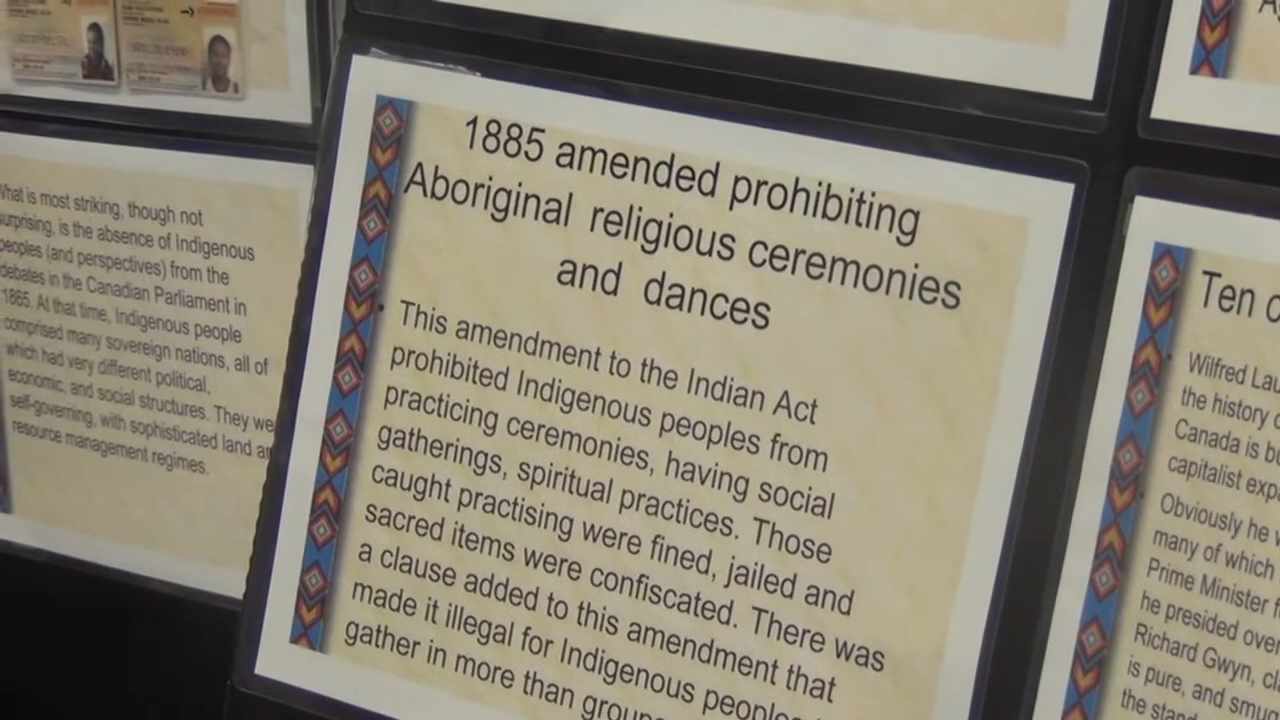 What is most striking, though not
surprising, is the absence of Indigenous
peoples (and perspectives) from the
debates in the Canadian Parliament in
1885. At that time, Indigenous people
comprised many sovereign nations, all of
which had very different political,
economic, and social structures. They we
self-governing, with sophisticated land an
resource management regimes.
1885 amended prohibiting
Aboriginal religious ceremonies
and dances
• This amendment to the Indian Act
prohibited Indigenous peoples from
practicing ceremonies, having social
gatherings, spiritual practices. Those
caught practising were fined, jailed and
sacred items were confiscated. There was
a clause added to this amendment that
made it illegal for Indigenous peoples
gather in more than group
Ten
Wilfred Lau
the history
Canada is bu
capitalist exp
Obviously he
many of which
Prime Minister
he presided over
Richard Gwyn, cl
is pure, and smug
the stand